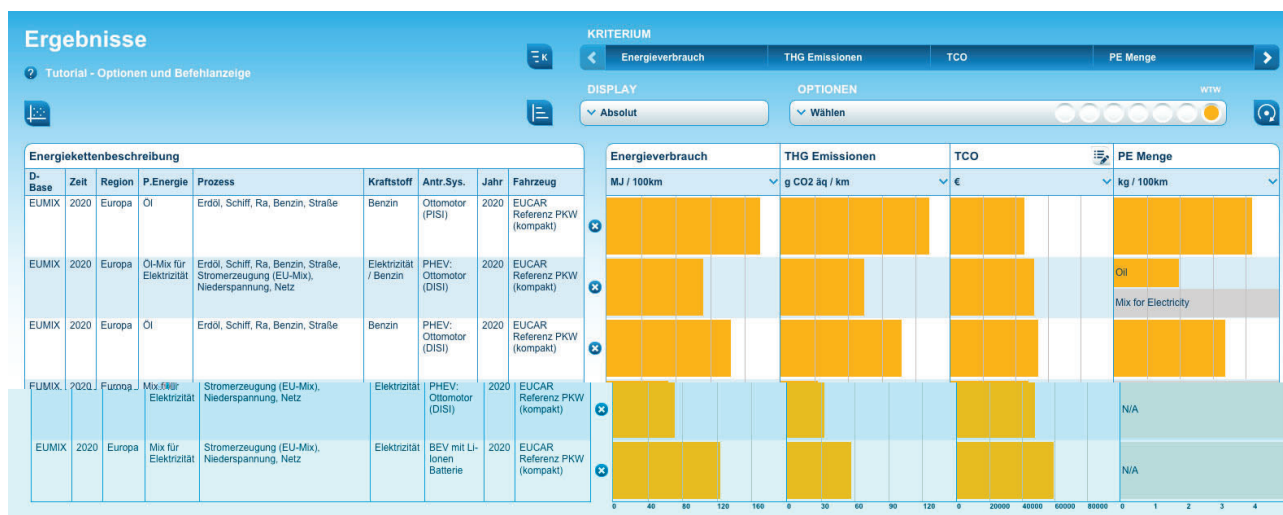 Ergebnisse
KRITERIUM
K
Energieverbrauch THG Emissionen TCO PE Menge
? Tutorial - Optionen und Befehlanzeige
DISPLAY OPTIONEN WTW
Absolut Wählen
Energiekettenbeschreibung Energieverbrauch THG Emissionen TCO PE Menge
D-Base Zeit Region P.Energie Prozess Kraftstoff Antr.Sys. Jahr Fahrzeug MJ / 100km g CO2 äq / km € kg / 100km
EUMIX 2020 Europa Öl Erdöl, Schiff, Ra, Benzin, Straße Benzin Ottomotor 2020 EUCAR
(PISI) Referenz PKW
(kompakt)
EUMIX 2020 Europa Öl-Mix für Erdöl, Schiff, Ra, Benzin, Straße, Elektrizität PHEV: 2020 EUCAR
Elektrizität Stromerzeugung (EU-Mix), / Benzin Ottomotor Referenz PKW
Niederspannung, Netz (DISI) (kompakt)
Oil
Mix for Electricity
EUMIX 2020 Europa Öl Erdöl, Schiff, Ra, Benzin, Straße Benzin PHEV: 2020 EUCAR
Ottomotor Referenz PKW
(DISI) (kompakt)
EUMIX 2020 Europa Mix für Stromerzeugung (EU-Mix), Elektrizität PHEV: 2020 EUCAR
Elektrizität Niederspannung, Netz Ottomotor Referenz PKW
(DISI) (kompakt)
N/A
EUMIX 2020 Europa Mix für Stromerzeugung (EU-Mix), Elektrizität BEV mit Li- 2020 EUCAR
Elektrizität Niederspannung, Netz Ionen Referenz PKW
Batterie (kompakt)
N/A
0 40 80 120 160 0 30 60 90 120 0 20000 40000 60000 80000 0 1 2 3 4